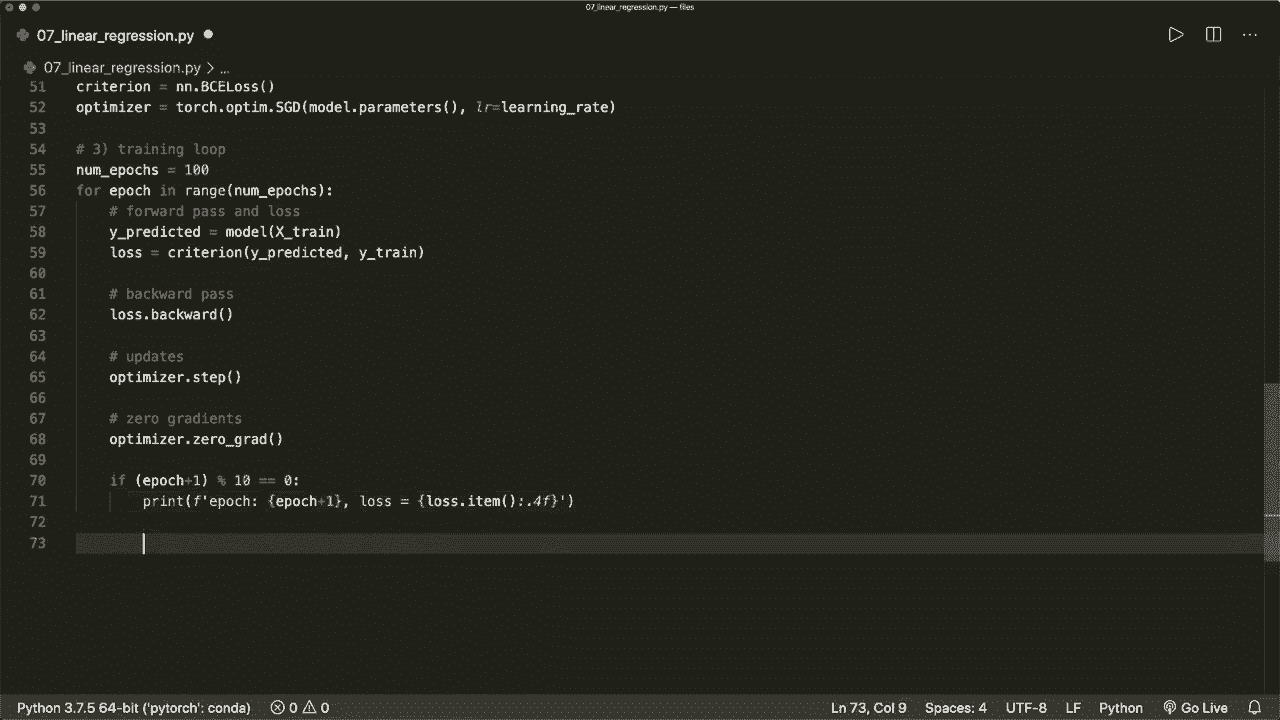 07_linear_regression.py — files
07_linear_regression.py
07_linear_regression.py > ...
51 criterion = nn.BCELoss()
52 optimizer = torch.optim.SGD(model.parameters(), lr=learning_rate)
53
54 # 3) training loop
55 num_epochs = 100
56 for epoch in range(num_epochs):
57     # forward pass and loss
58     y_predicted = model(X_train)
59     loss = criterion(y_predicted, y_train)
60
61     # backward pass
62     loss.backward()
63
64     # updates
65     optimizer.step()
66
67     # zero gradients
68     optimizer.zero_grad()
69
70     if (epoch+1) % 10 == 0:
71         print(f'epoch: {epoch+1}, loss = {loss.item():.4f}')
72
73
Python 3.7.5 64-bit ('pytorch': conda) 0 0 Ln 73, Col 9 Spaces: 4 UTF-8 LF Python Go Live